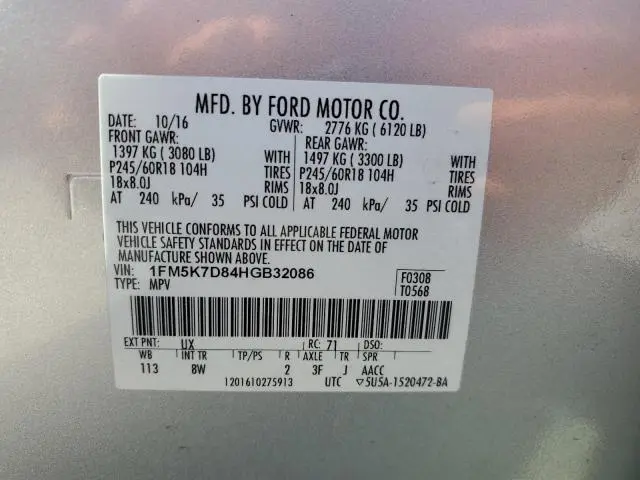 MFD. BY FORD MOTOR CO.
DATE: 10/16 GVWR: 2776 KG ( 6120 LB)
FRONT GAWR: REAR GAWR:
1397 KG ( 3080 LB) WITH 1497 KG ( 3300 LB) WITH
P245/60R18 104H TIRES P245/60R18 104H TIRES
18x8.0J RIMS 18x8.0J RIMS
AT 240 kPa/ 35 PSI COLD AT 240 kPa/ 35 PSI COLD
THIS VEHICLE CONFORMS TO ALL APPLICABLE FEDERAL MOTOR
VEHICLE SAFETY STANDARDS IN EFFECT ON THE DATE OF
MANUFACTURE SHOWN ABOVE.
VIN: 1FM5K7D84HGB32086 F0308
TYPE: MPV T0568
EXT PNT: UX RC: 71 DSO:
WB INT TR TP/PS R AXLE TR SPR
113 8W 2 3F J AACC
1201610275913 UTC ▽5U5A-1520472-BA